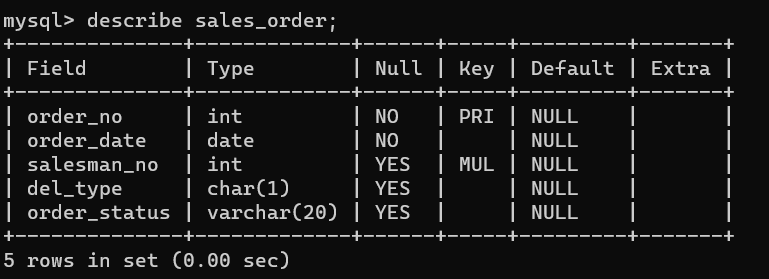 mysql> describe sales_order;
+--------------+-------------+------+-----+---------+-------+
| Field        | Type        | Null | Key | Default | Extra |
+--------------+-------------+------+-----+---------+-------+
| order_no     | int         | NO   | PRI | NULL    |       |
| order_date   | date        | NO   |     | NULL    |       |
| salesman_no  | int         | YES  | MUL | NULL    |       |
| del_type     | char(1)     | YES  |     | NULL    |       |
| order_status | varchar(20) | YES  |     | NULL    |       |
+--------------+-------------+------+-----+---------+-------+
5 rows in set (0.00 sec)